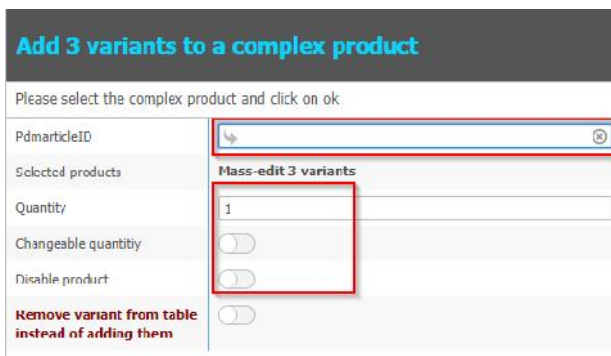 Add 3 variants to a complex product
Please select the complex product and click on ok
PdmarticleID
Selected products
Mass-edit 3 variants
Quantity
1
Changeable quantitiy
Disable product
Remove variant from table
instead of adding them